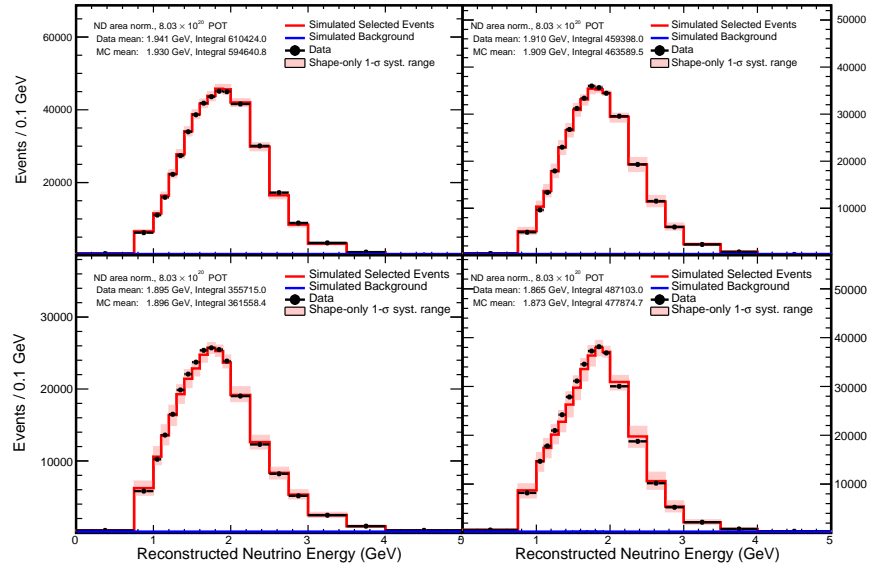 ND area norm., 8.03 × 10²⁰ POT
Data mean: 1.941 GeV, Integral 610424.0
MC mean: 1.930 GeV, Integral 594640.8
Simulated Selected Events
Simulated Background
Data
Shape-only 1-σ syst. range
60000
40000
20000
Events / 0.1 GeV
ND area norm., 8.03 × 10²⁰ POT
Data mean: 1.910 GeV, Integral 459398.0
MC mean: 1.909 GeV, Integral 463589.5
Simulated Selected Events
Simulated Background
Data
Shape-only 1-σ syst. range
50000
40000
30000
20000
10000
ND area norm., 8.03 × 10²⁰ POT
Data mean: 1.895 GeV, Integral 355715.0
MC mean: 1.896 GeV, Integral 361558.4
Simulated Selected Events
Simulated Background
Data
Shape-only 1-σ syst. range
30000
20000
10000
Events / 0.1 GeV
0 1 2 3 4 5
Reconstructed Neutrino Energy (GeV)
ND area norm., 8.03 × 10²⁰ POT
Data mean: 1.865 GeV, Integral 487103.0
MC mean: 1.873 GeV, Integral 477874.7
Simulated Selected Events
Simulated Background
Data
Shape-only 1-σ syst. range
50000
40000
30000
20000
10000
1 2 3 4 5
Reconstructed Neutrino Energy (GeV)